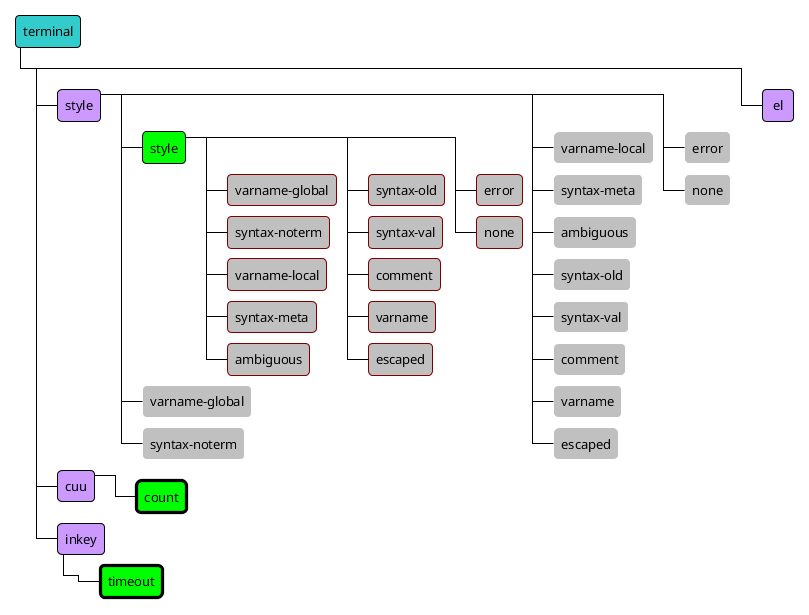 terminal
style
el
style
varname-global
syntax-noterm
varname-local
syntax-meta
ambiguous
syntax-old
syntax-val
comment
varname
escaped
error
none
varname-global
syntax-noterm
varname-local
syntax-meta
ambiguous
syntax-old
syntax-val
comment
varname
escaped
error
none
cuu
count
inkey
timeout